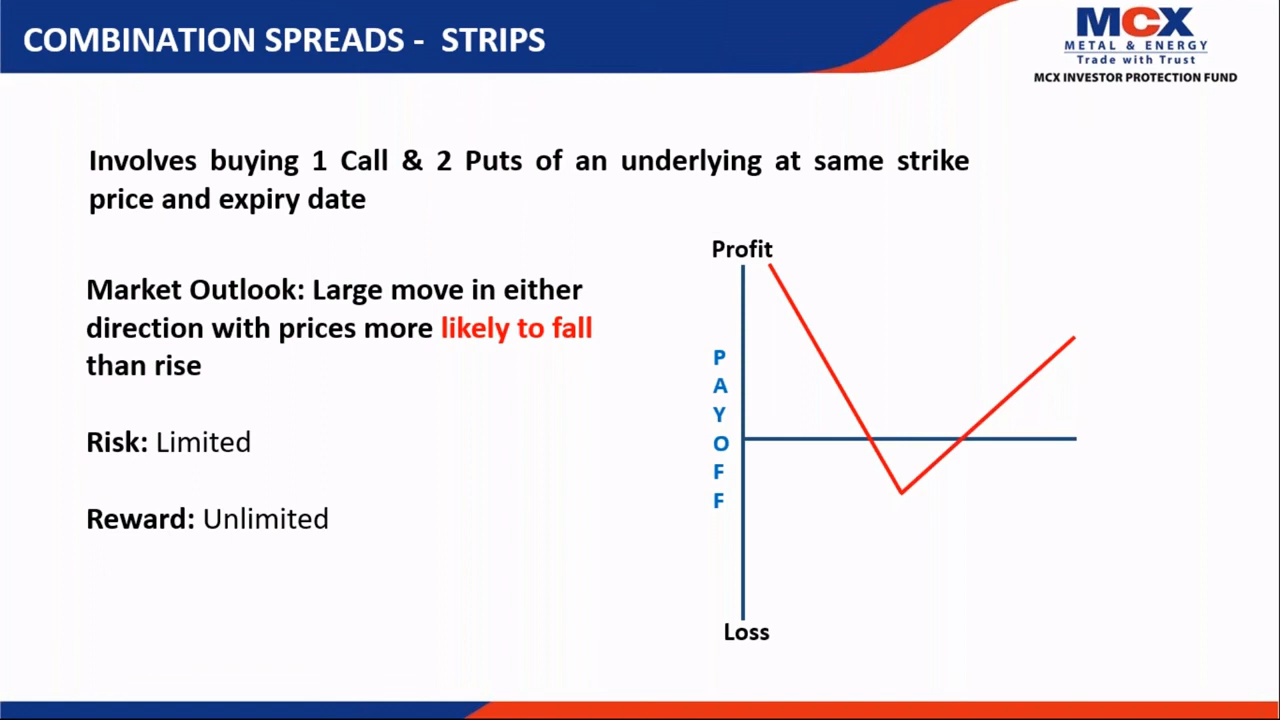 COMBINATION SPREADS - STRIPS
MCX
METAL & ENERGY
Trade with Trust
MCX INVESTOR PROTECTION FUND
Involves buying 1 Call & 2 Puts of an underlying at same strike
price and expiry date
Market Outlook: Large move in either
direction with prices more likely to fall
than rise
Risk: Limited
Reward: Unlimited
Profit
PAYOFF
Loss